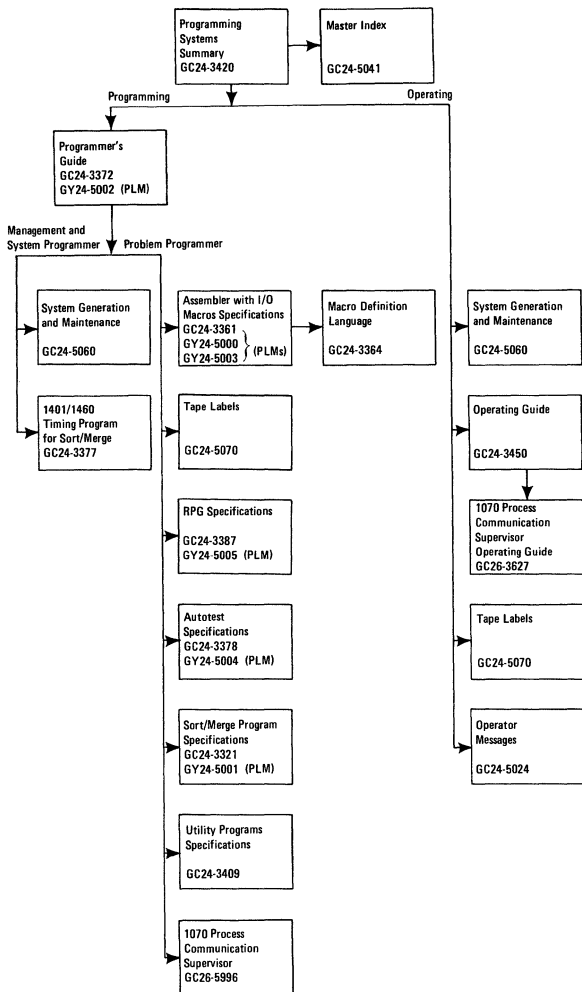 Programming
Systems
Summary
GC24-3420
Master Index
GC24-5041
Programming
Operating
Programmer's
Guide
GC24-3372
GY24-5002 (PLM)
Management and
System Programmer
Problem Programmer
System Generation
and Maintenance
GC24-5060
Assembler with I/O
Macros Specifications
GC24-3361
GY24-5000
GY24-5003
(PLMs)
Macro Definition
Language
GC24-3364
System Generation
and Maintenance
GC24-5060
1401/1460
Timing Program
for Sort/Merge
GC24-3377
Tape Labels
GC24-5070
Operating Guide
GC24-3450
RPG Specifications
GC24-3387
GY24-5005 (PLM)
1070 Process
Communication
Supervisor
Operating Guide
GC26-3627
Autotest
Specifications
GC24-3378
GY24-5004 (PLM)
Tape Labels
GC24-5070
Sort/Merge Program
Specifications
GC24-3321
GY24-5001 (PLM)
Operator
Messages
GC24-5024
Utility Programs
Specifications
GC24-3409
1070 Process
Communication
Supervisor
GC26-5996